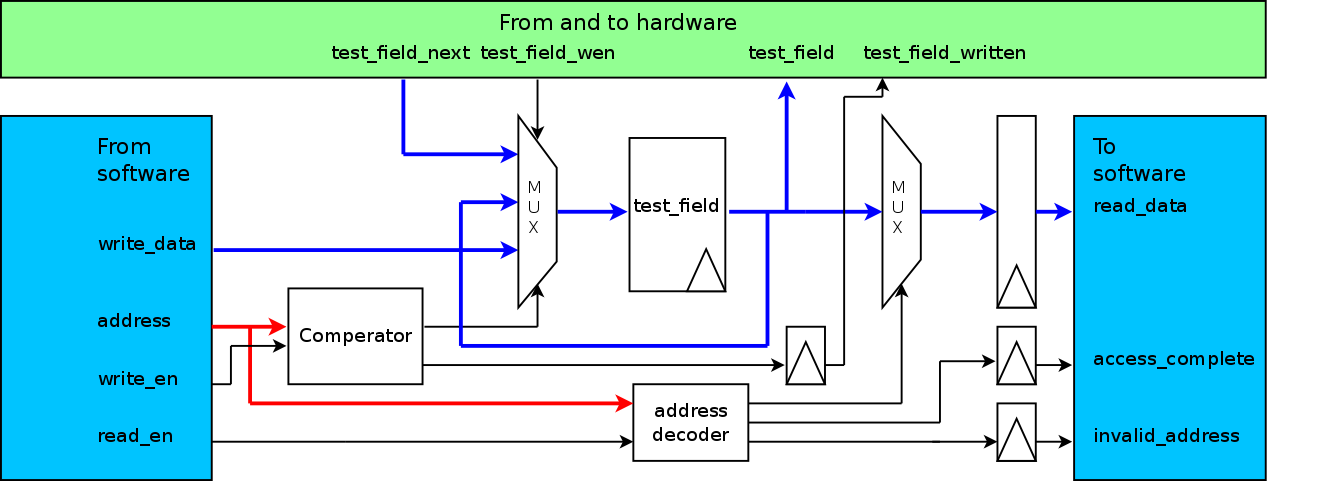 From and to hardware
test_field_next test_field_wen test_field test_field_written
From
software
write_data
address
write_en
read_en
M
U
X
test_field
Comperator
address
decoder
M
U
X
To
software
read_data
access_complete
invalid_address